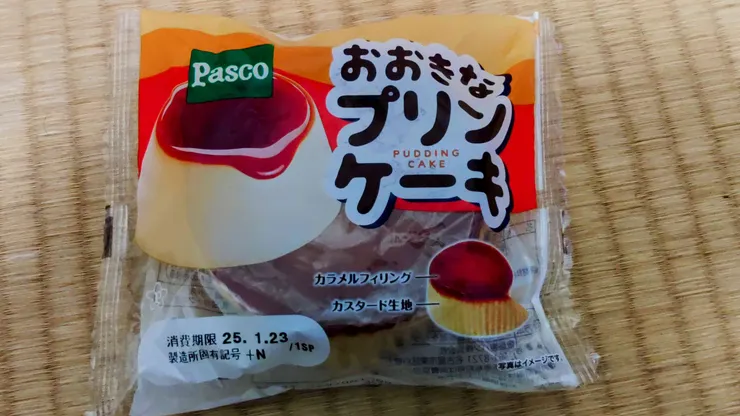 Pasco
おおきな
プリン
PUDDING
CAKE
ケーキ
カラメルフィリング
カスタード生地
消費期限 25.1.23
製造所固有記号 +N /1SP
写真はイメージです。